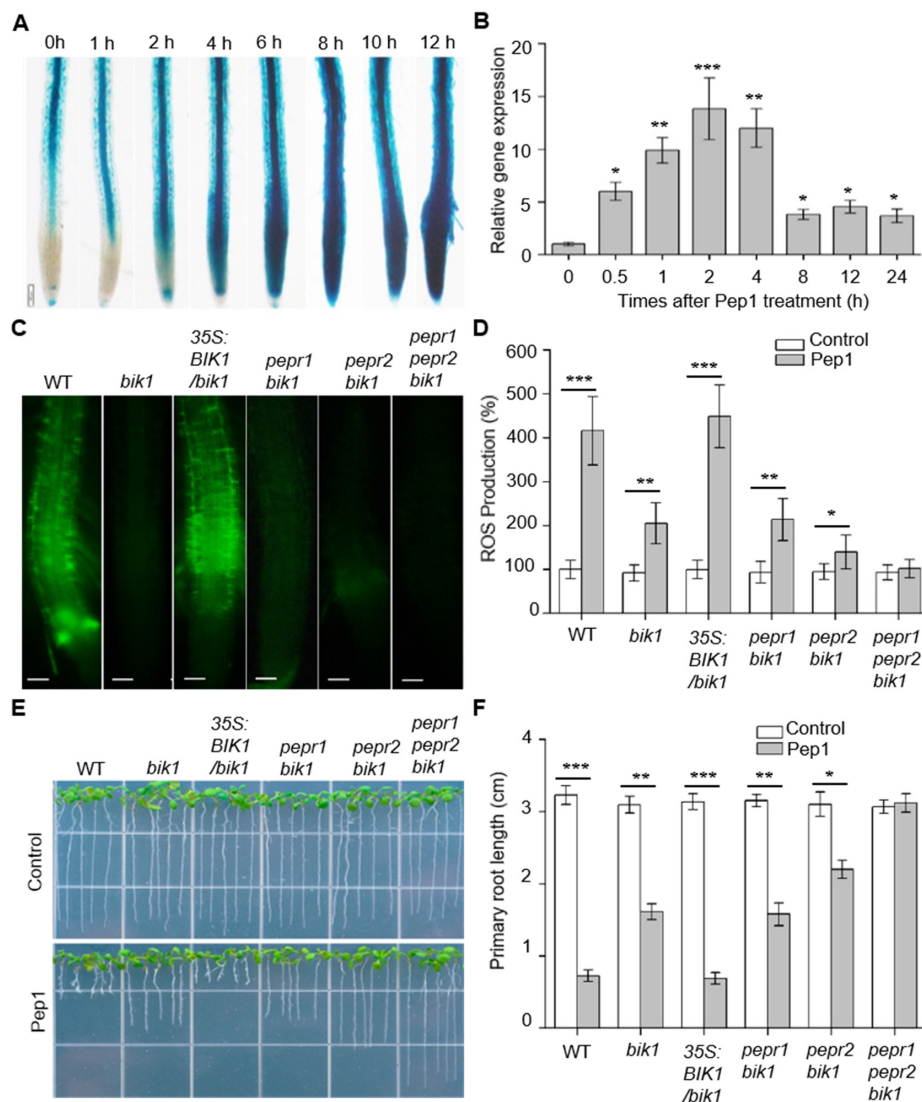 A
0h 1 h 2 h 4 h 6 h 8 h 10 h 12 h
B
Relative gene expression
20
15
10
5
0
* ** *** ** * * *
0 0.5 1 2 4 8 12 24
Times after Pep1 treatment (h)
C
WT
bik1
35S:
BIK1
/bik1
pepr1
bik1
pepr2
bik1
pepr1
pepr2
bik1
D
Control
Pep1
ROS Production (%)
600
500
400
300
200
100
0
*** ** *** ** *
WT
bik1
35S:
BIK1
/bik1
pepr1
bik1
pepr2
bik1
pepr1
pepr2
bik1
E
WT
bik1
35S:
BIK1
/bik1
pepr1
bik1
pepr2
bik1
pepr1
pepr2
bik1
Control
Pep1
F
Control
Pep1
Primary root length (cm)
4
3
2
1
0
*** ** *** ** *
WT
bik1
35S:
BIK1
/bik1
pepr1
bik1
pepr2
bik1
pepr1
pepr2
bik1